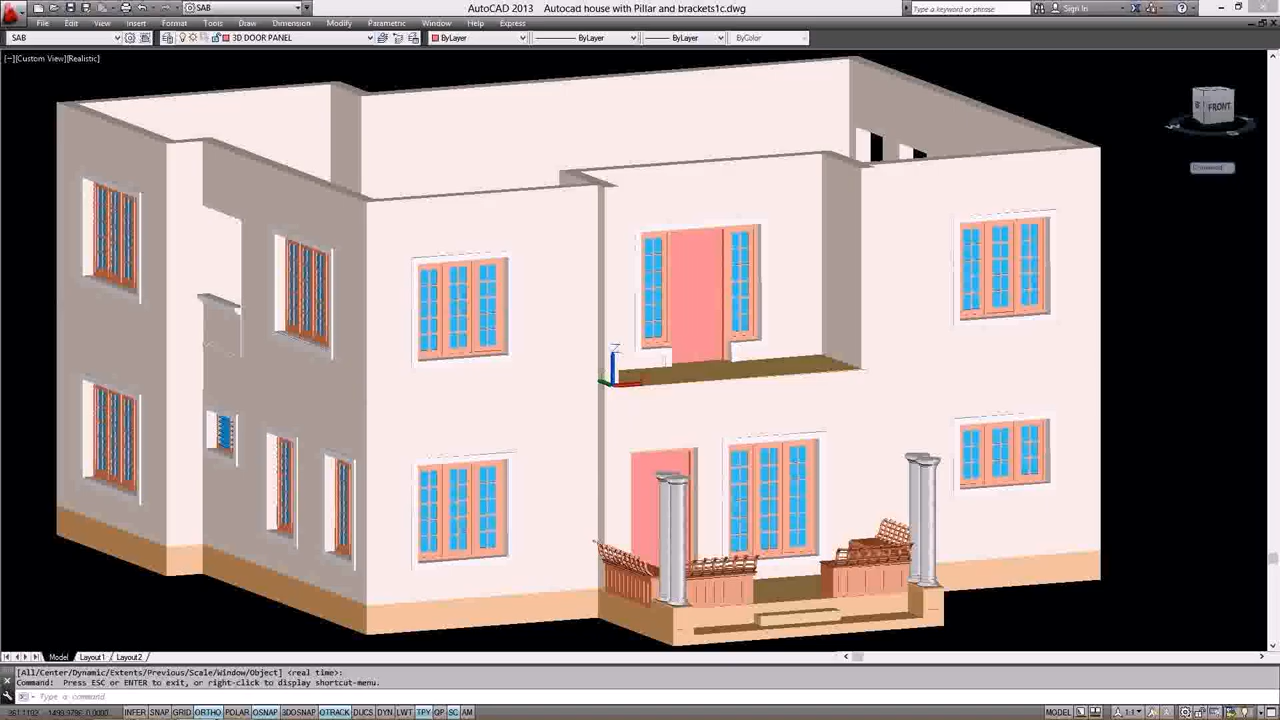 SAB
AutoCAD 2013 Autocad house with Pillar and brackets1c.dwg
Type a keyword or phrase
Sign In
File Edit View Insert Format Tools Draw Dimension Modify Parametric Window Help Express
SAB
3D DOOR PANEL
ByLayer
ByLayer
ByLayer
ByColor
[−][Custom View][Realistic]
FRONT
Z
Model Layout1 Layout2
[All/Center/Dynamic/Extents/Previous/Scale/Window/Object] <real time>:
Command: Press ESC or ENTER to exit, or right-click to display shortcut-menu.
Type a command
INFER SNAP GRID ORTHO POLAR OSNAP 3DOSNAP OTRACK DUCS DYN LWT TPY QP SC AM
MODEL
1:1